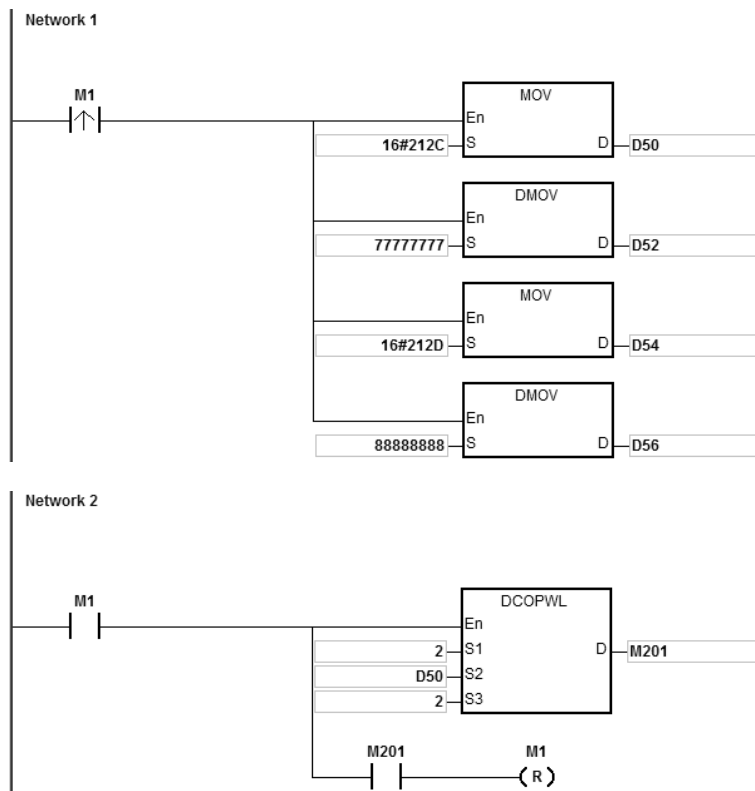 Network 1
M1
MOV
En
16#212C S D D50
DMOV
En
77777777 S D D52
MOV
En
16#212D S D D54
DMOV
En
88888888 S D D56
Network 2
M1
DCOPWL
En
2 S1 D M201
D50 S2
2 S3
M201 M1
R